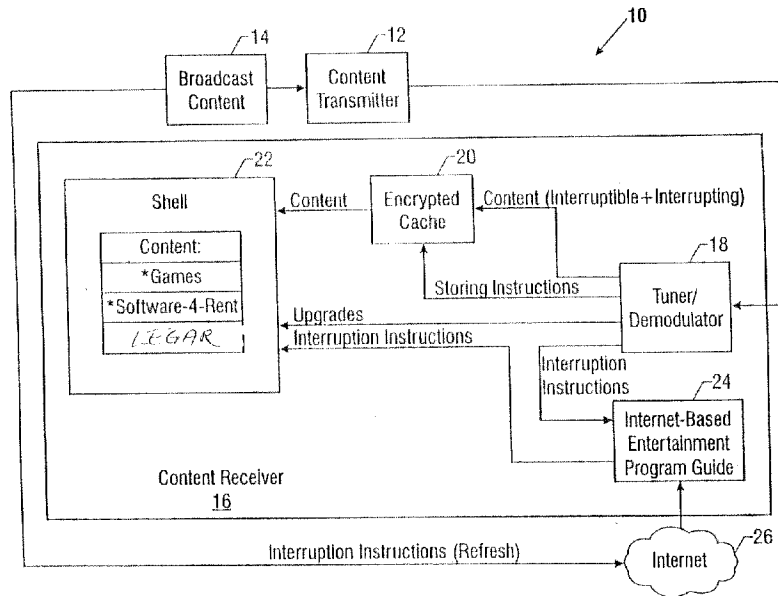 10
14
12
Broadcast
Content
Content
Transmitter
22
20
Shell
Content
Encrypted
Cache
Content (Interruptible+Interrupting)
18
Content:
*Games
*Software-4-Rent
LEGAR
Storing Instructions
Tuner/
Demodulator
Upgrades
Interruption Instructions
Interruption
Instructions
24
Internet-Based
Entertainment
Program Guide
Content Receiver
16
Interruption Instructions (Refresh)
Internet
26